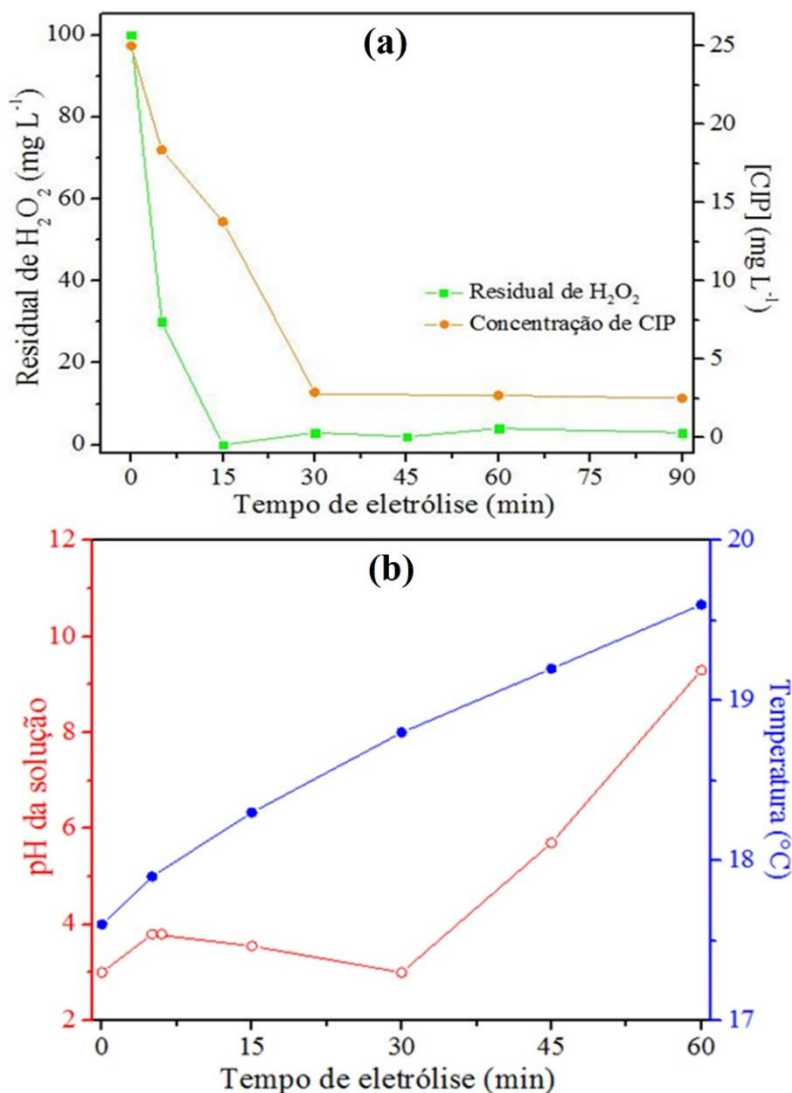 (a)
Residual de H₂O₂ (mg L⁻¹)
100
80
60
40
20
0
25
20
15
10
5
0
[CIP] (mg L⁻¹)
Residual de H₂O₂
Concentração de CIP
0 15 30 45 60 75 90
Tempo de eletrólise (min)
(b)
pH da solução
12
10
8
6
4
2
20
19
18
17
Temperatura (°C)
0 15 30 45 60
Tempo de eletrólise (min)